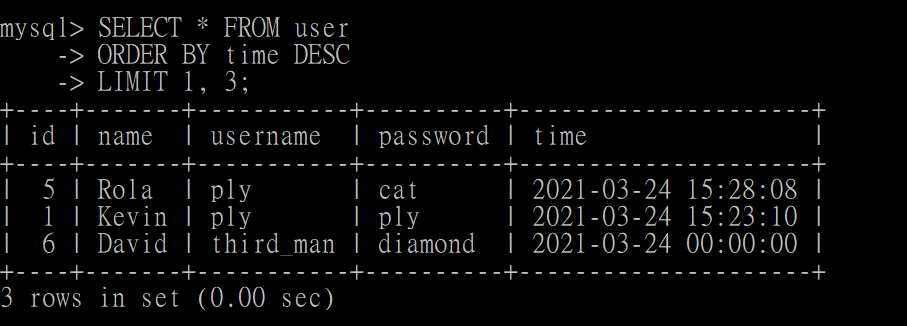 mysql> SELECT * FROM user
    -> ORDER BY time DESC
    -> LIMIT 1, 3;
+----+-------+-----------+----------+---------------------+
| id | name  | username  | password | time                |
+----+-------+-----------+----------+---------------------+
|  5 | Rola  | ply       | cat      | 2021-03-24 15:28:08 |
|  1 | Kevin | ply       | ply      | 2021-03-24 15:23:10 |
|  6 | David | third_man | diamond  | 2021-03-24 00:00:00 |
+----+-------+-----------+----------+---------------------+
3 rows in set (0.00 sec)